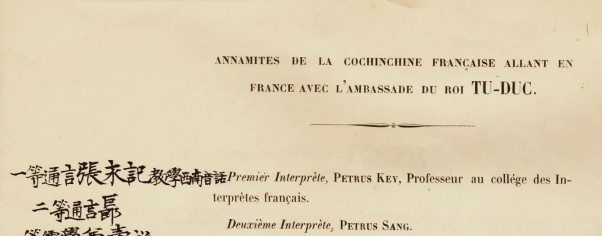 ANNAMITES DE LA COCHINCHINE FRANÇAISE ALLANT EN
FRANCE AVEC L'AMBASSADE DU ROI TU-DUC.
一等通言張永記教學西南音話 Premier Interprète, PETRUS KEY, Professeur au collége des In-
terprètes français.
二等通言
Deuxième Interprète, PETRUS SANG.